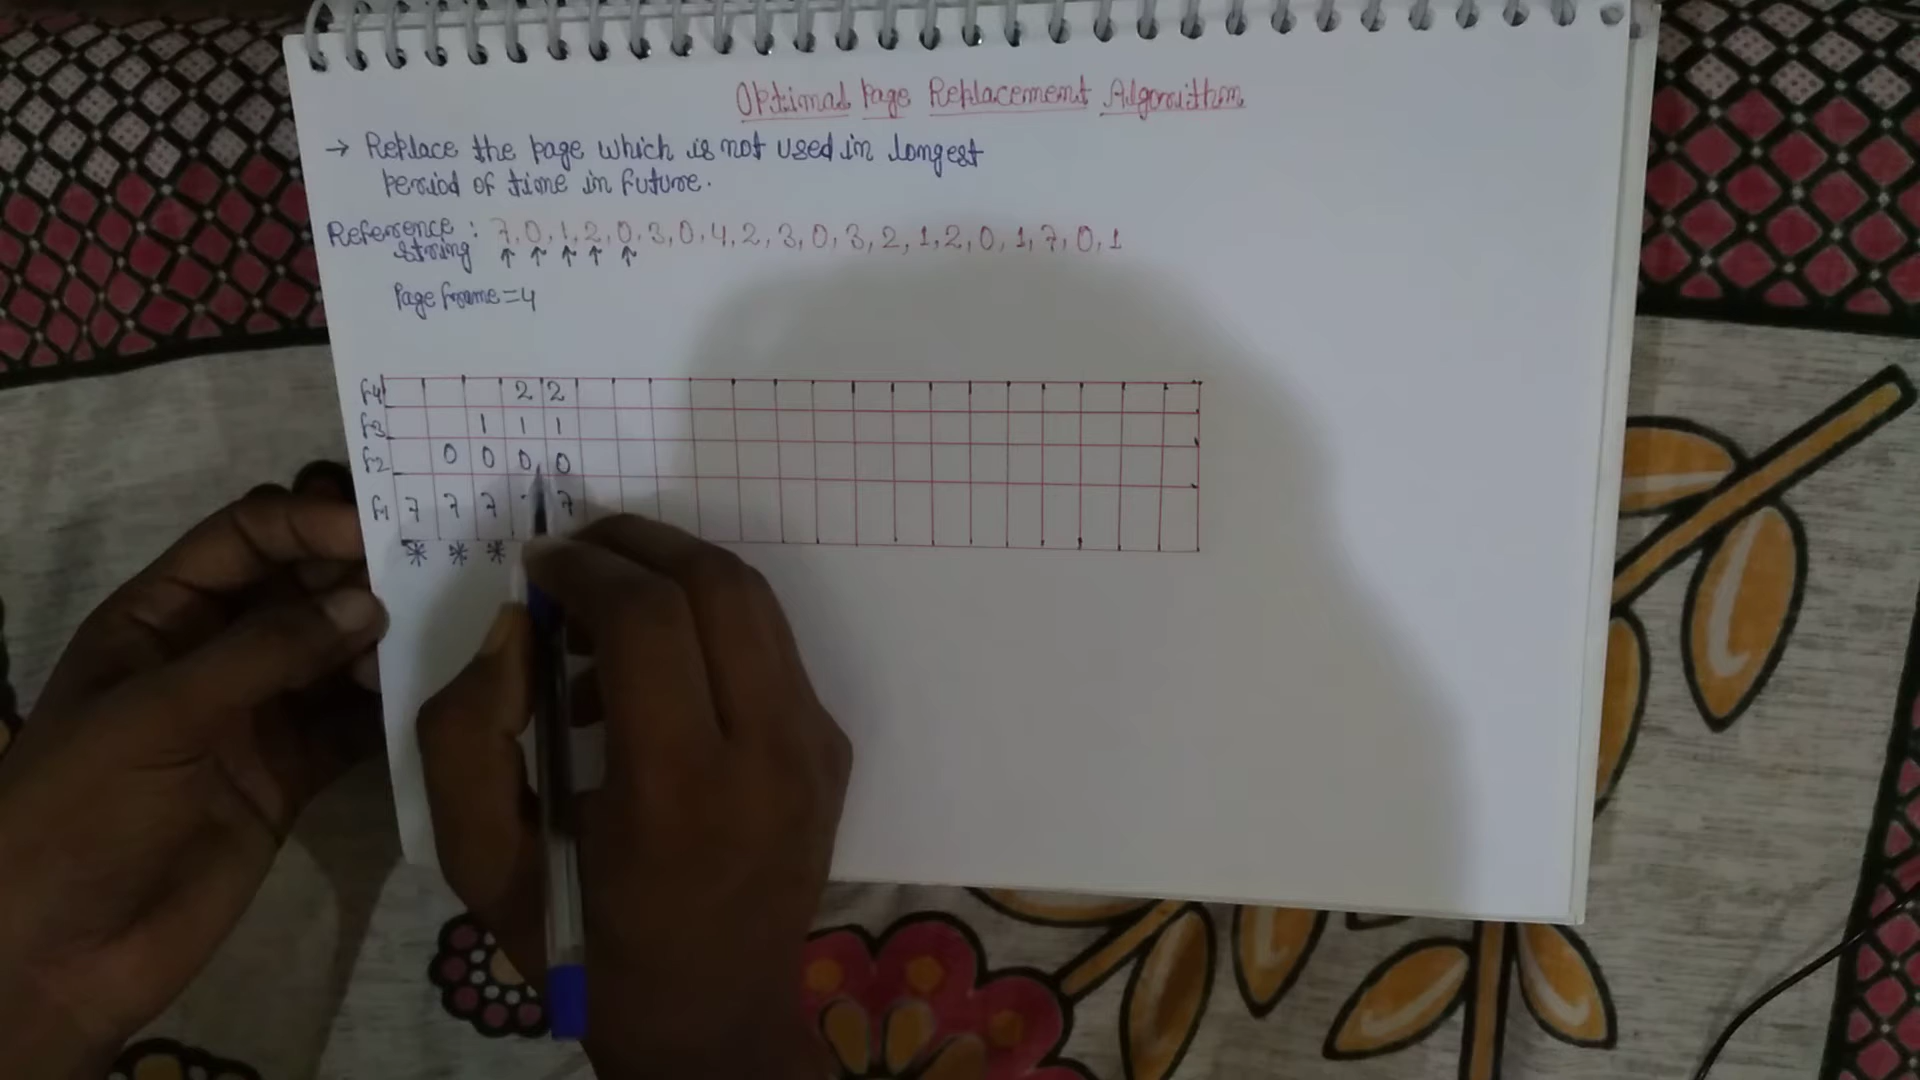 Optimal Page Replacement Algorithm
→ Replace the page which is not used in longest
period of time in future.
Reference : 7, 0, 1, 2, 0, 3, 0, 4, 2, 3, 0, 3, 2, 1, 2, 0, 1, 7, 0, 1
string ↑ ↑ ↑ ↑ ↑
Page frame = 4
f4 2 2
f3 1 1 1
f2 0 0 0 0
f1 7 7 7 7 7
* * *